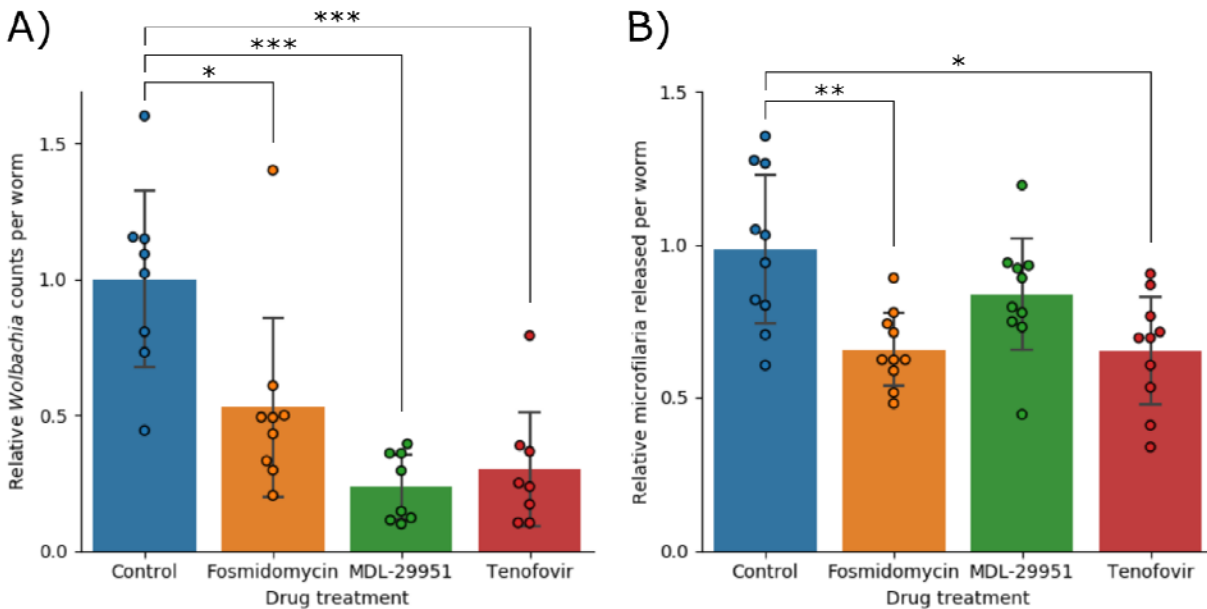 A)
***
***
*
Relative Wolbachia counts per worm
1.5
1.0
0.5
0.0
Control Fosmidomycin MDL-29951 Tenofovir
Drug treatment
B)
*
**
Relative microfilaria released per worm
1.5
1.0
0.5
0.0
Control Fosmidomycin MDL-29951 Tenofovir
Drug treatment